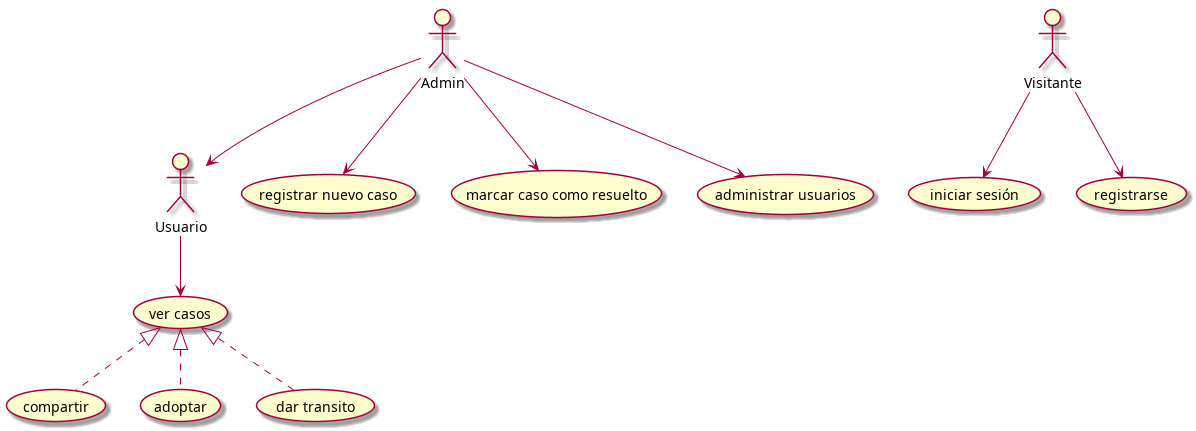 Admin
Visitante
Usuario
registrar nuevo caso
marcar caso como resuelto
administrar usuarios
iniciar sesión
registrarse
ver casos
compartir
adoptar
dar transito